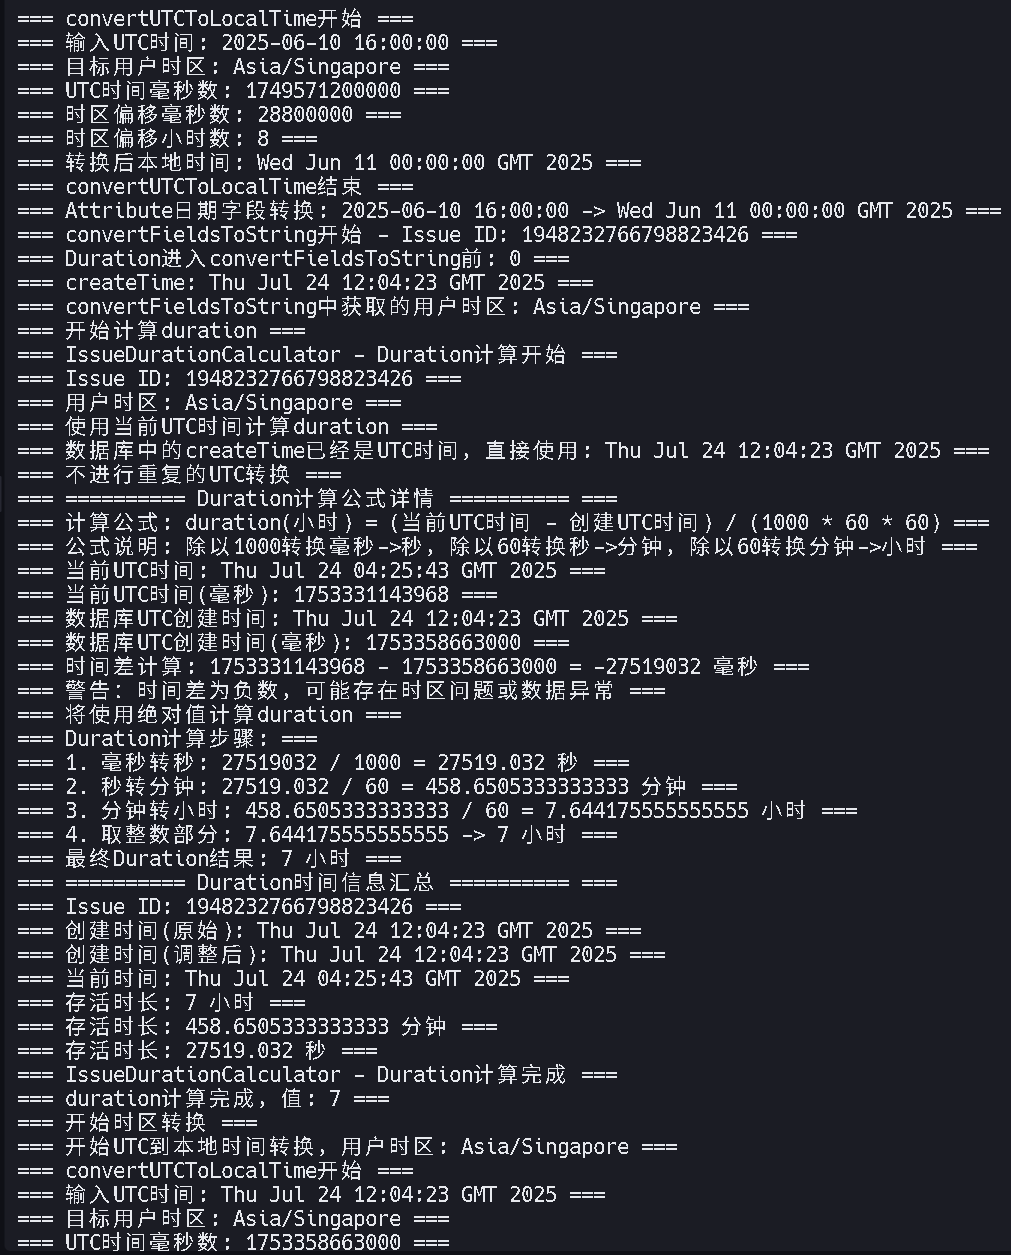 === convertUTCToLocalTime开始 ===
=== 输入UTC时间: 2025-06-10 16:00:00 ===
=== 目标用户时区: Asia/Singapore ===
=== UTC时间毫秒数: 1749571200000 ===
=== 时区偏移毫秒数: 28800000 ===
=== 时区偏移小时数: 8 ===
=== 转换后本地时间: Wed Jun 11 00:00:00 GMT 2025 ===
=== convertUTCToLocalTime结束 ===
=== Attribute日期字段转换: 2025-06-10 16:00:00 -> Wed Jun 11 00:00:00 GMT 2025 ===
=== convertFieldsToString开始 - Issue ID: 1948232766798823426 ===
=== Duration进入convertFieldsToString前: 0 ===
=== createTime: Thu Jul 24 12:04:23 GMT 2025 ===
=== convertFieldsToString中获取的用户时区: Asia/Singapore ===
=== 开始计算duration ===
=== IssueDurationCalculator - Duration计算开始 ===
=== Issue ID: 1948232766798823426 ===
=== 用户时区: Asia/Singapore ===
=== 使用当前UTC时间计算duration ===
=== 数据库中的createTime已经是UTC时间, 直接使用: Thu Jul 24 12:04:23 GMT 2025 ===
=== 不进行重复的UTC转换 ===
=== ========== Duration计算公式详情 ========== ===
=== 计算公式: duration(小时) = (当前UTC时间 - 创建UTC时间) / (1000 * 60 * 60) ===
=== 公式说明: 除以1000转换毫秒->秒, 除以60转换秒->分钟, 除以60转换分钟->小时 ===
=== 当前UTC时间: Thu Jul 24 04:25:43 GMT 2025 ===
=== 当前UTC时间(毫秒): 1753331143968 ===
=== 数据库UTC创建时间: Thu Jul 24 12:04:23 GMT 2025 ===
=== 数据库UTC创建时间(毫秒): 1753358663000 ===
=== 时间差计算: 1753331143968 - 1753358663000 = -27519032 毫秒 ===
=== 警告: 时间差为负数, 可能存在时区问题或数据异常 ===
=== 将使用绝对值计算duration ===
=== Duration计算步骤: ===
=== 1. 毫秒转秒: 27519032 / 1000 = 27519.032 秒 ===
=== 2. 秒转分钟: 27519.032 / 60 = 458.6505333333333 分钟 ===
=== 3. 分钟转小时: 458.6505333333333 / 60 = 7.644175555555555 小时 ===
=== 4. 取整数部分: 7.644175555555555 -> 7 小时 ===
=== 最终Duration结果: 7 小时 ===
=== ========== Duration时间信息汇总 ========== ===
=== Issue ID: 1948232766798823426 ===
=== 创建时间(原始): Thu Jul 24 12:04:23 GMT 2025 ===
=== 创建时间(调整后): Thu Jul 24 12:04:23 GMT 2025 ===
=== 当前时间: Thu Jul 24 04:25:43 GMT 2025 ===
=== 存活时长: 7 小时 ===
=== 存活时长: 458.6505333333333 分钟 ===
=== 存活时长: 27519.032 秒 ===
=== IssueDurationCalculator - Duration计算完成 ===
=== duration计算完成, 值: 7 ===
=== 开始时区转换 ===
=== 开始UTC到本地时间转换, 用户时区: Asia/Singapore ===
=== convertUTCToLocalTime开始 ===
=== 输入UTC时间: Thu Jul 24 12:04:23 GMT 2025 ===
=== 目标用户时区: Asia/Singapore ===
=== UTC时间毫秒数: 1753358663000 ===